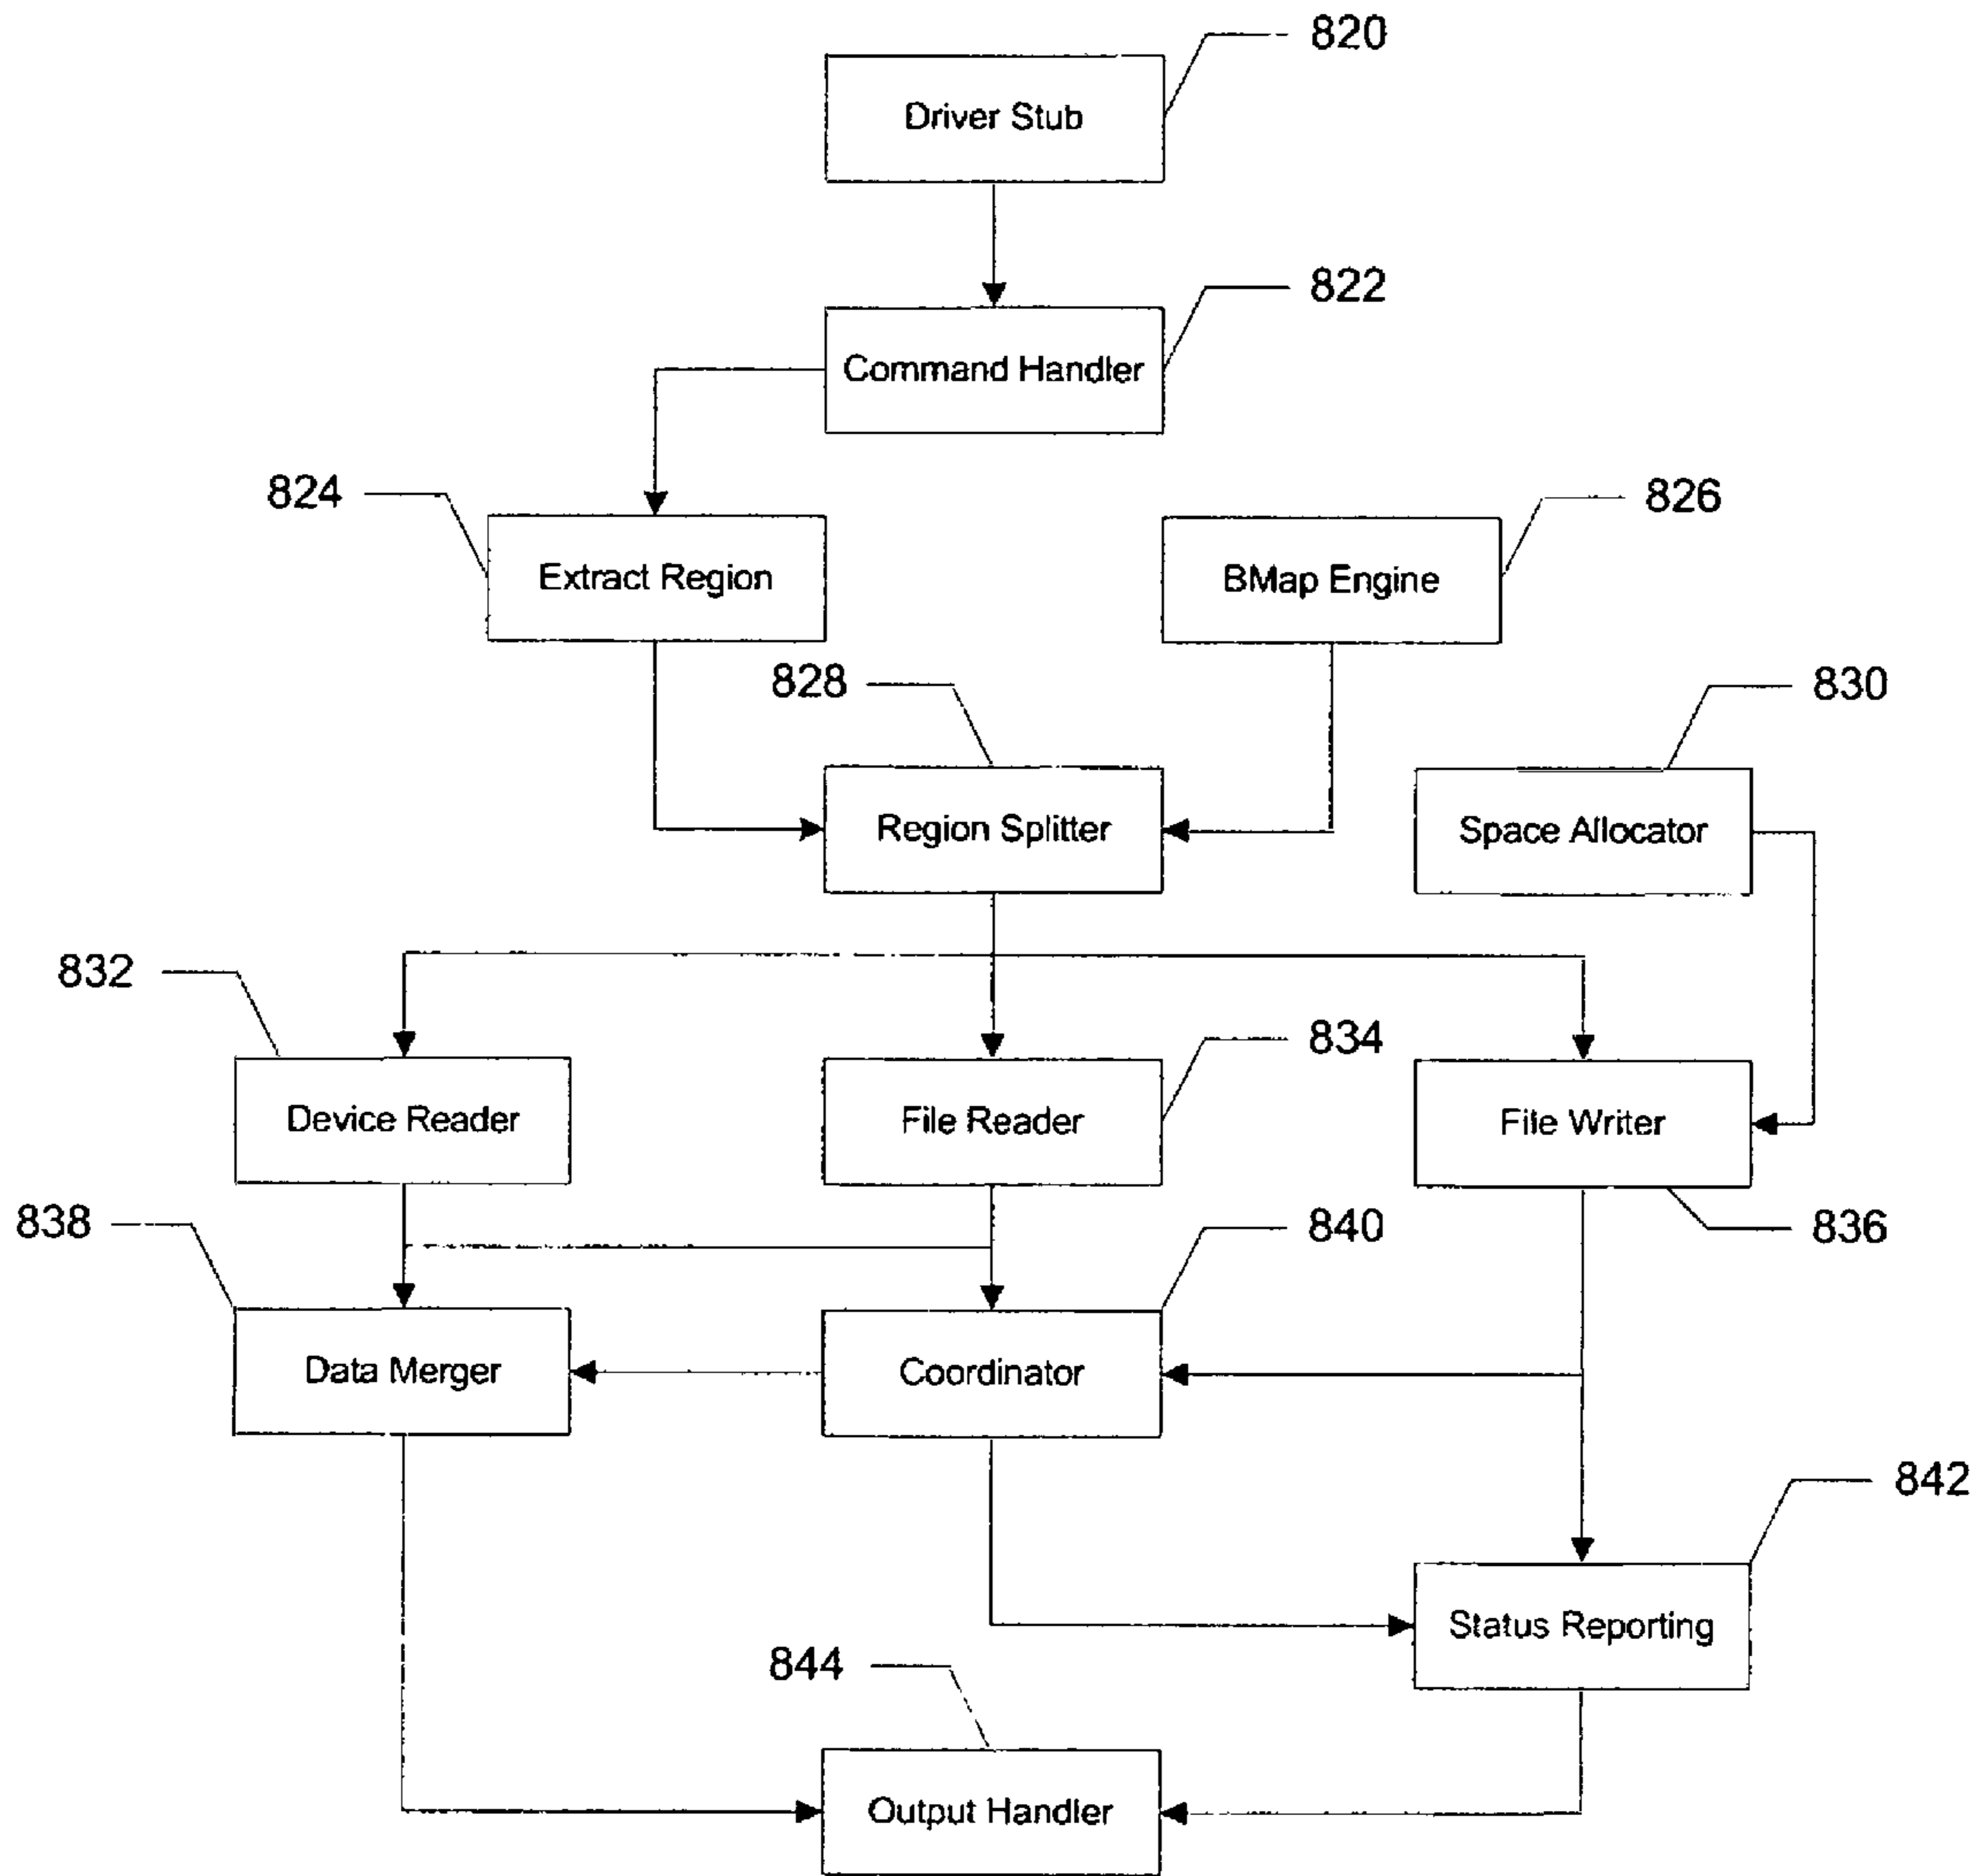 820
Driver Stub
822
Command Handler
824
826
Extract Region
BMap Engine
828
830
Region Splitter
Space Allocator
832
834
Device Reader
File Reader
File Writer
838
840
836
Data Merger
Coordinator
842
Status Reporting
844
Output Handler